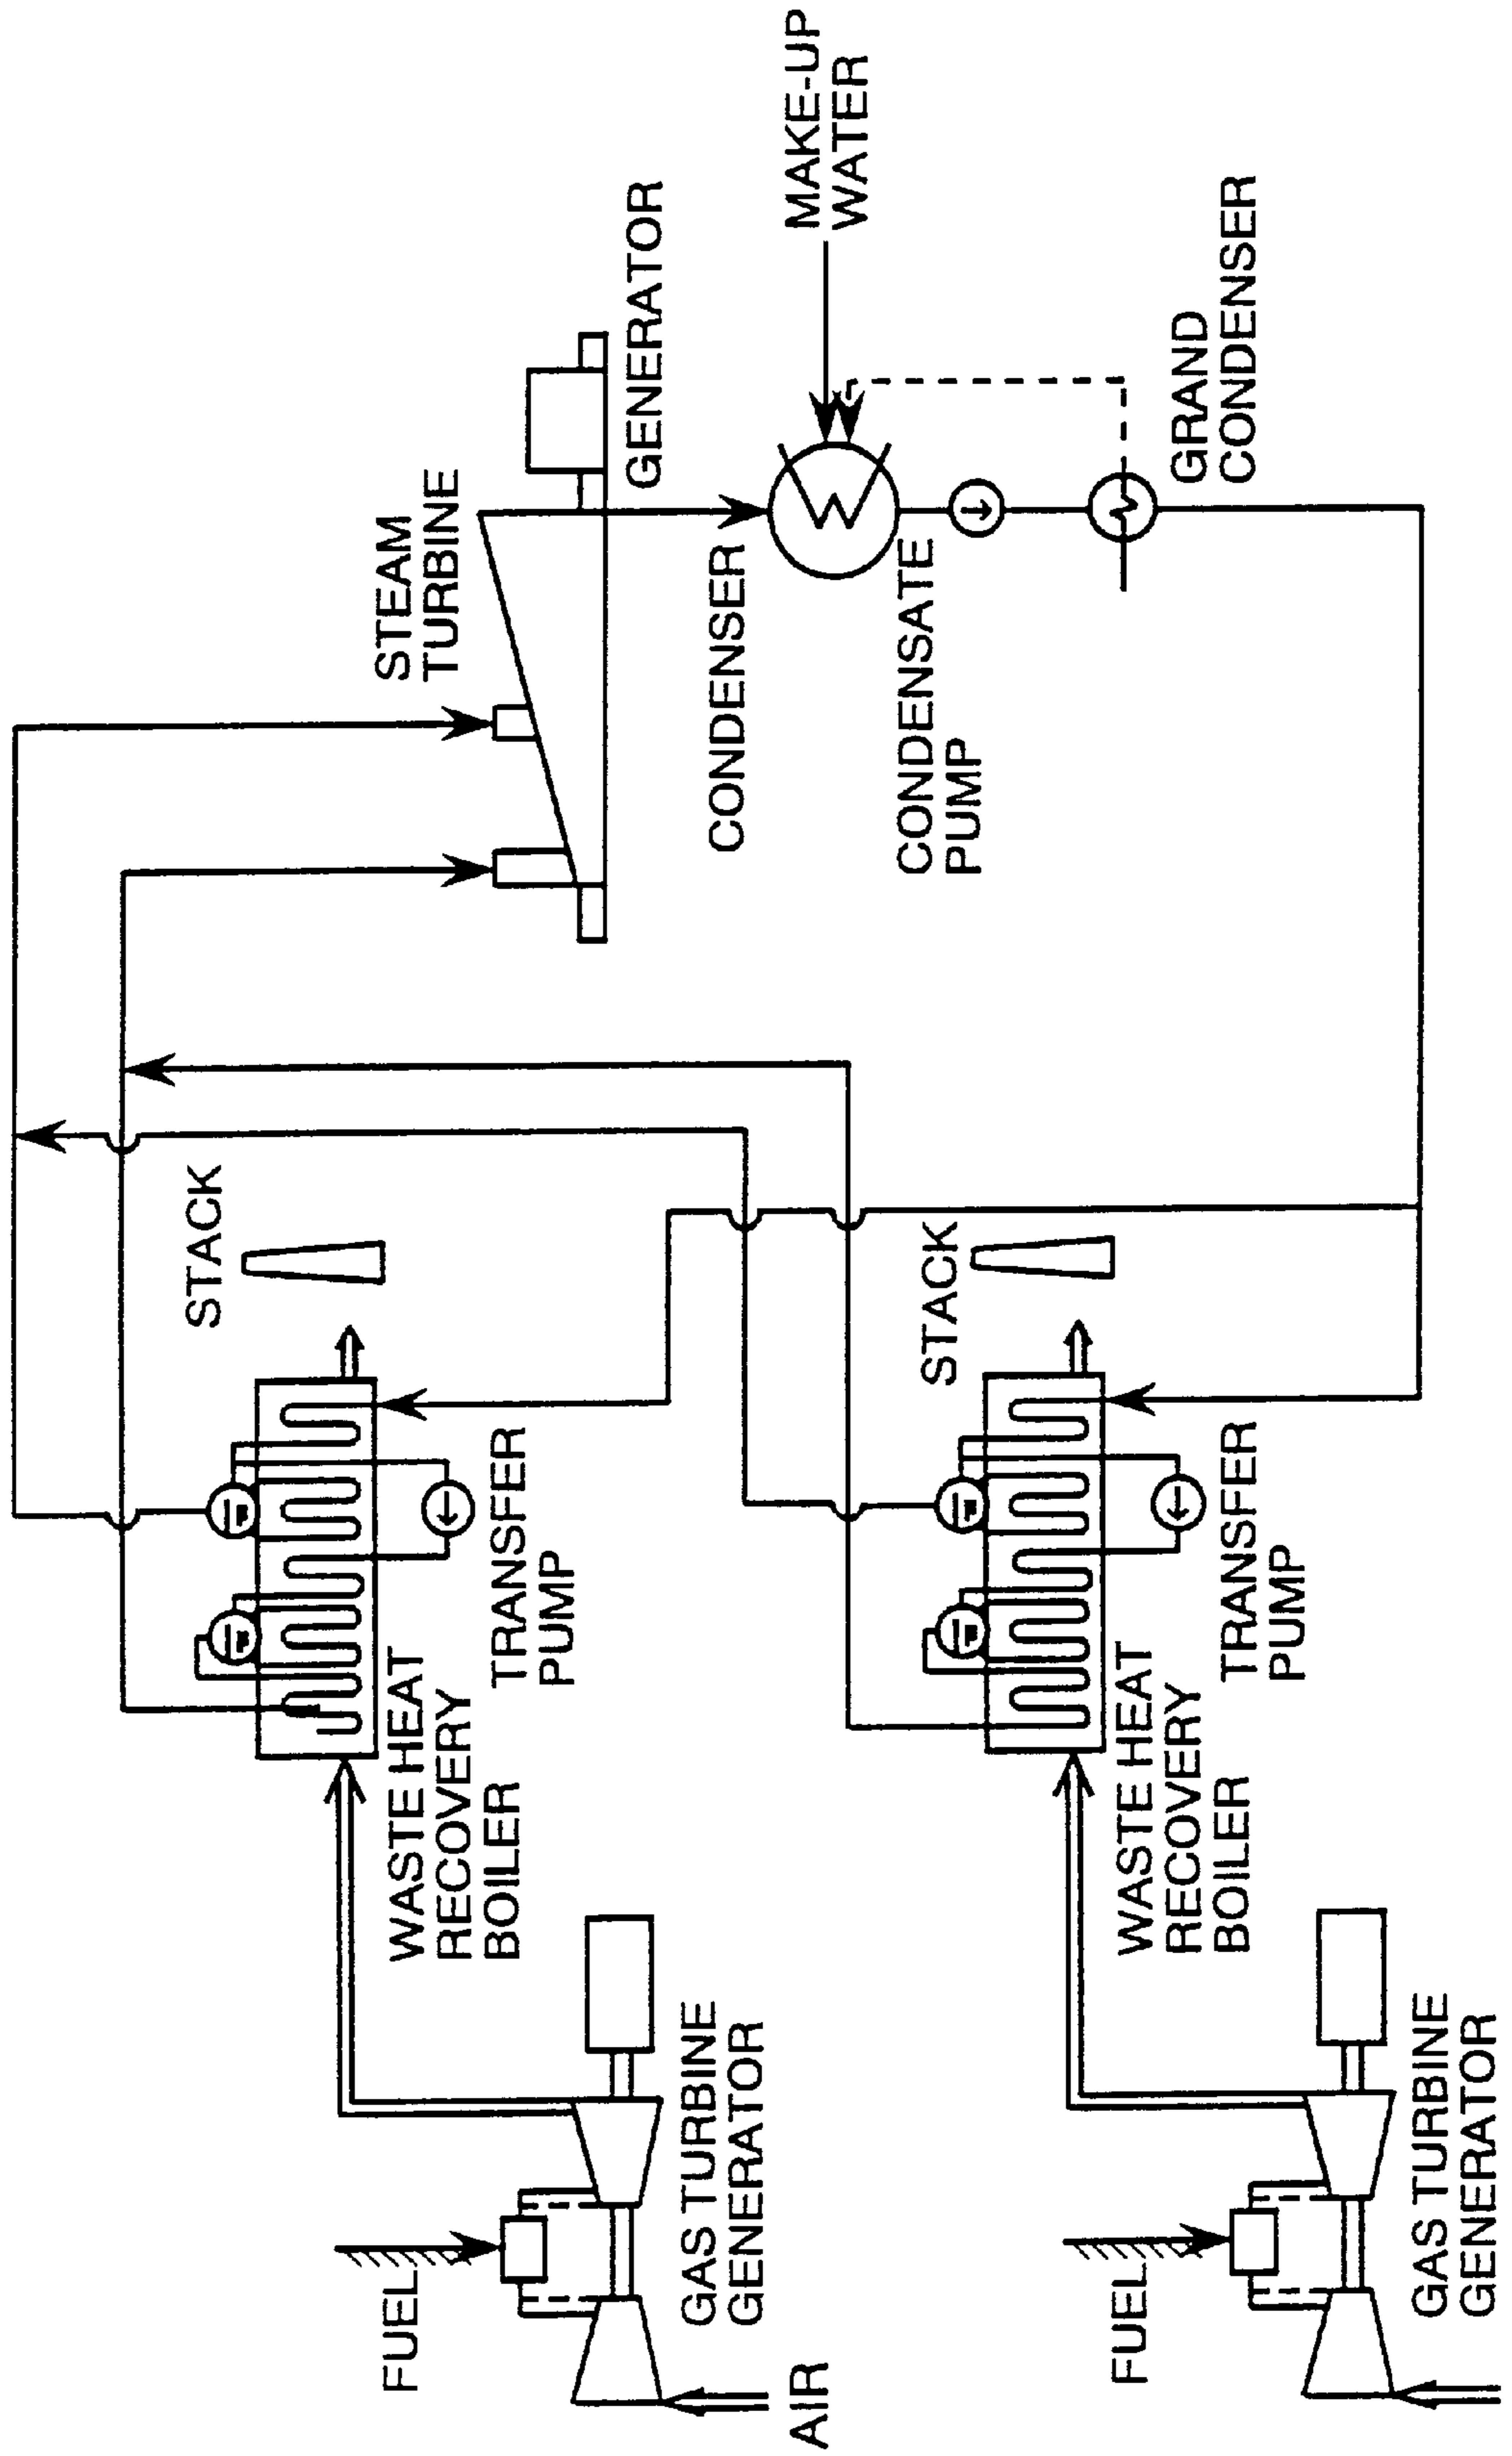 FUEL
AIR
GAS TURBINE
GENERATOR
WASTE HEAT
RECOVERY
BOILER
TRANSFER
PUMP
STACK
STEAM
TURBINE
GENERATOR
CONDENSER
MAKE-UP
WATER
CONDENSATE
PUMP
GRAND
CONDENSER
FUEL
GAS TURBINE
GENERATOR
WASTE HEAT
RECOVERY
BOILER
TRANSFER
PUMP
STACK